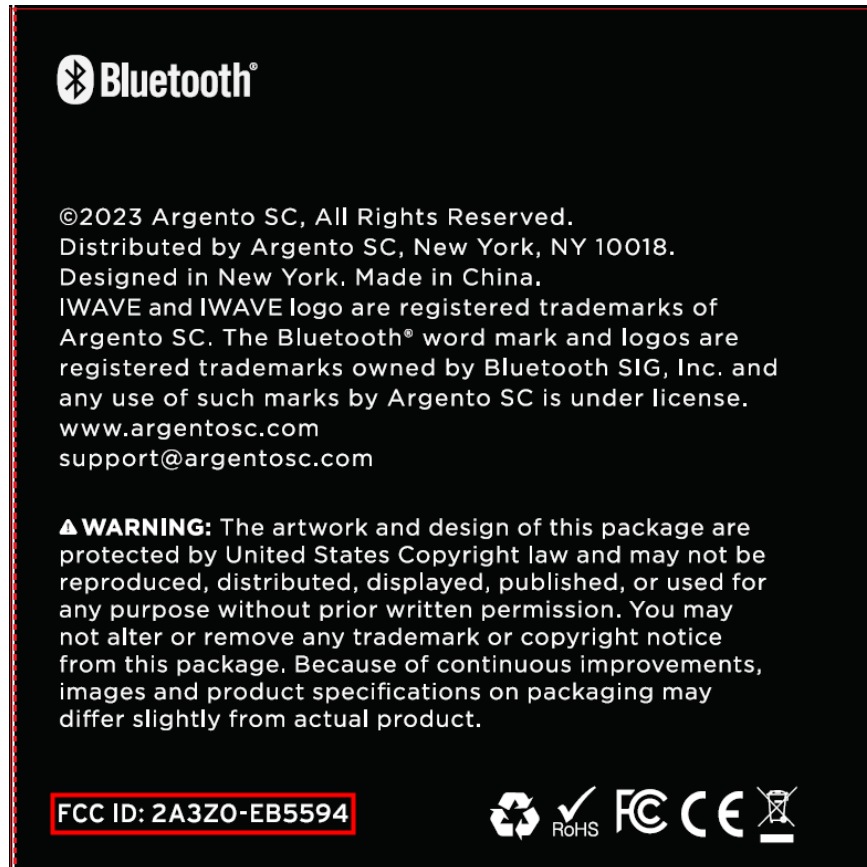 Bluetooth®
©2023 Argento SC, All Rights Reserved.
Distributed by Argento SC, New York, NY 10018.
Designed in New York. Made in China.
IWAVE and IWAVE logo are registered trademarks of
Argento SC. The Bluetooth® word mark and logos are
registered trademarks owned by Bluetooth SIG, Inc. and
any use of such marks by Argento SC is under license.
www.argentosc.com
support@argentosc.com
WARNING: The artwork and design of this package are
protected by United States Copyright law and may not be
reproduced, distributed, displayed, published, or used for
any purpose without prior written permission. You may
not alter or remove any trademark or copyright notice
from this package. Because of continuous improvements,
images and product specifications on packaging may
differ slightly from actual product.
FCC ID: 2A3ZO-EB5594
RoHS FC CE